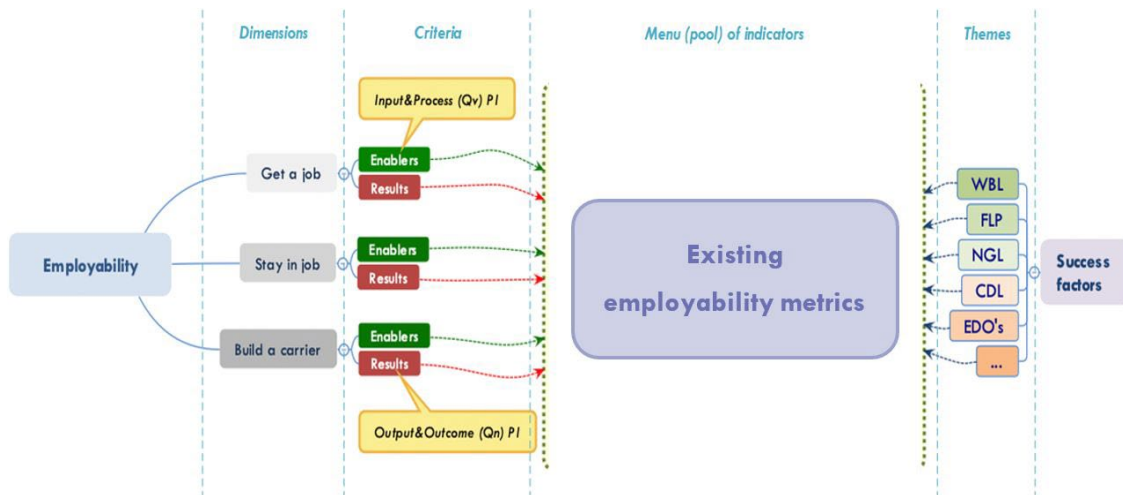 Dimensions
Criteria
Menu (pool) of indicators
Themes
Input&Process (Qv) PI
Employability
Get a job
Enablers
Results
Stay in job
Enablers
Results
Build a carrier
Enablers
Results
Output&Outcome (Qn) PI
Existing
employability metrics
WBL
FLP
NGL
CDL
EDO's
...
Success
factors